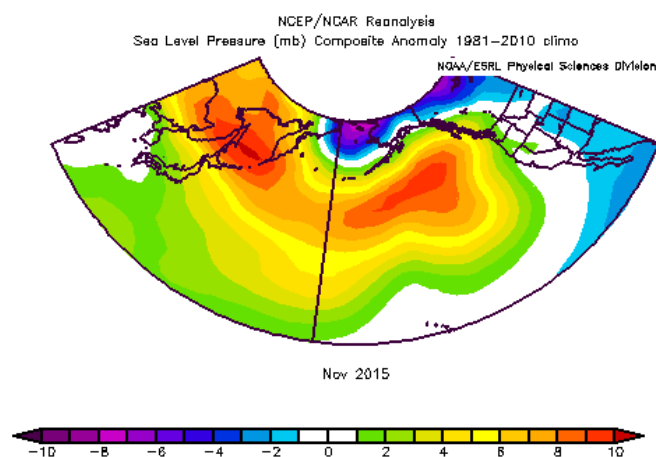 NCEP/NCAR Reanalysis
Sea Level Pressure (mb) Composite Anomaly 1981-2010 climo
NOAA/ESRL Physical Sciences Division
Nov 2015
-10 -8 -6 -4 -2 0 2 4 6 8 10